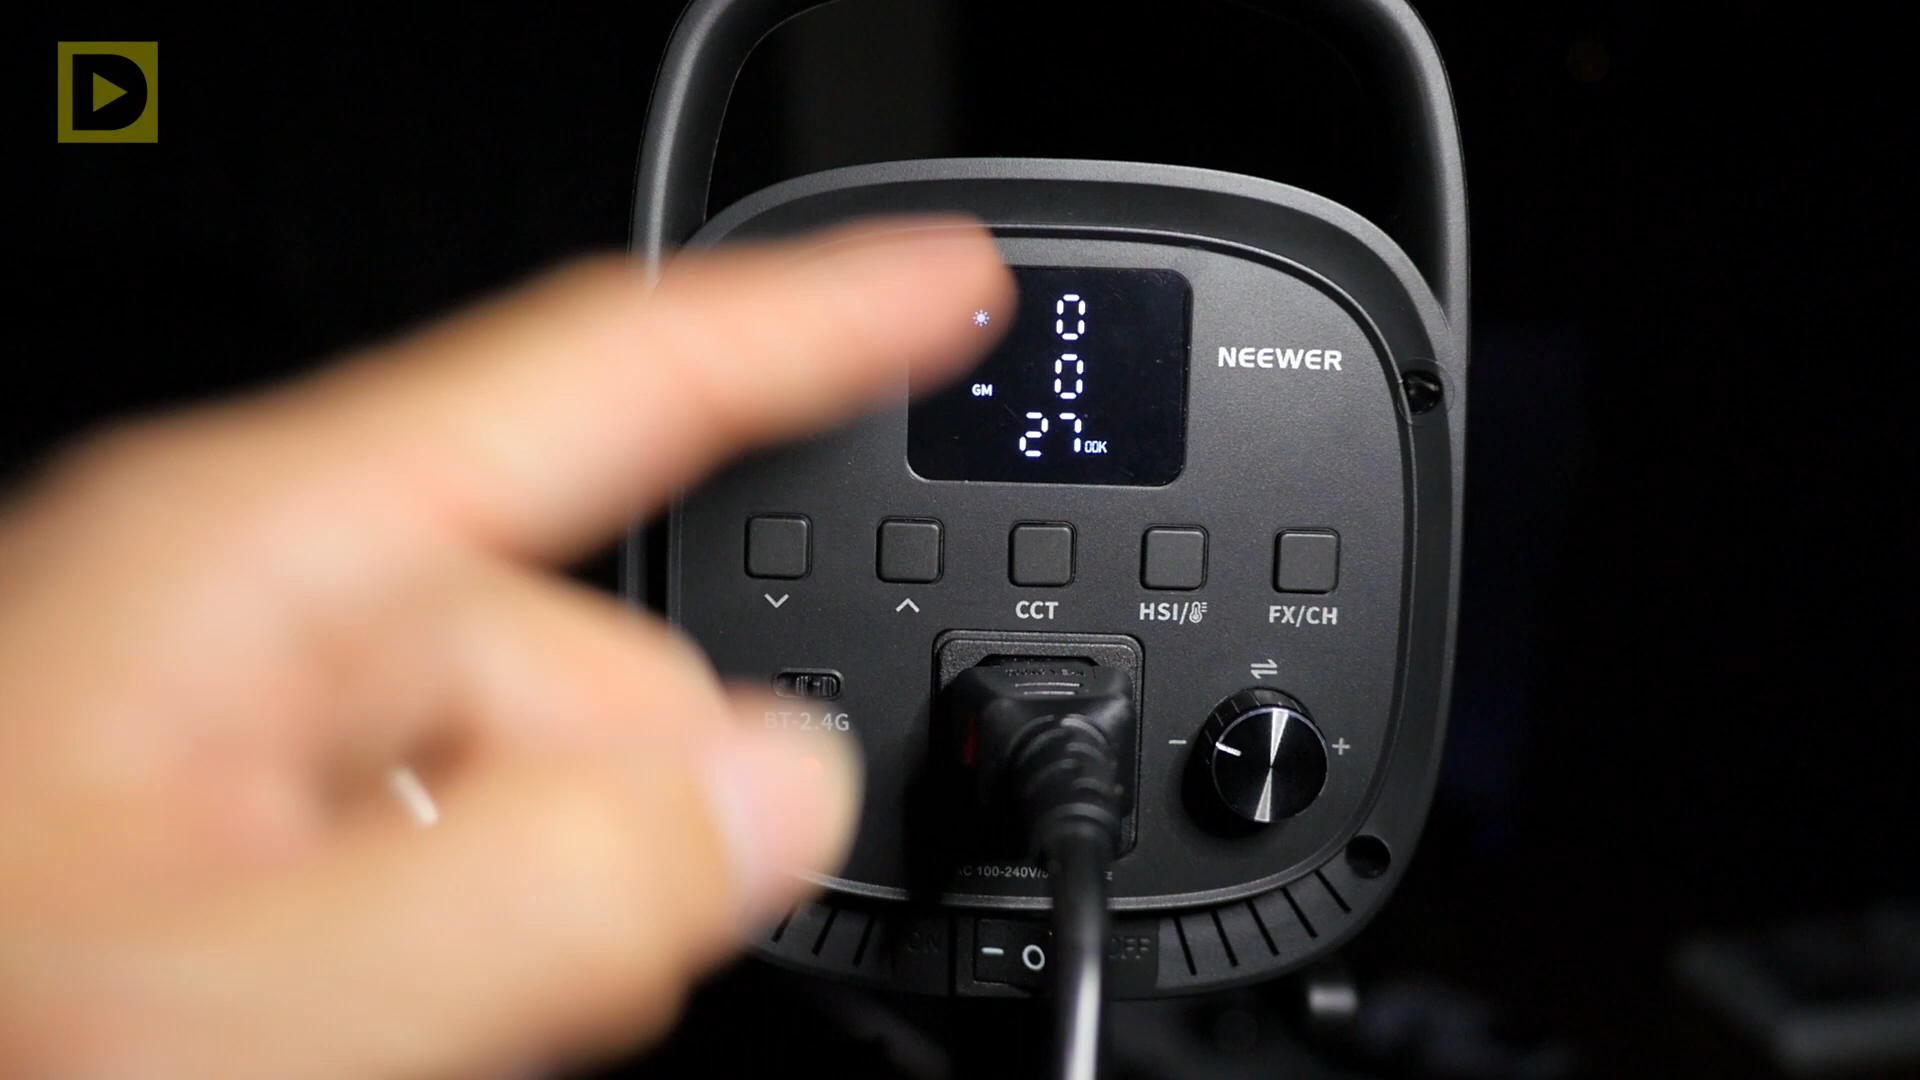 D
0
NEEWER
GM 0
2700K
CCT HSI/ FX/CH
BT-2.4G
− +
AC 100-240V/
ON − O OFF